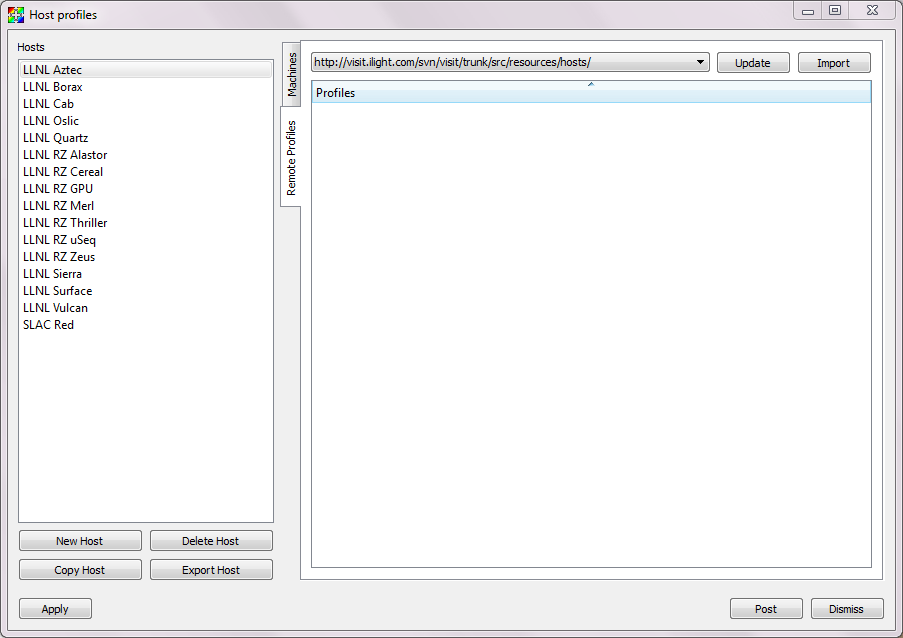 Host profiles
Hosts
LLNL Aztec
LLNL Borax
LLNL Cab
LLNL Oslic
LLNL Quartz
LLNL RZ Alastor
LLNL RZ Cereal
LLNL RZ GPU
LLNL RZ Merl
LLNL RZ Thriller
LLNL RZ uSeq
LLNL RZ Zeus
LLNL Sierra
LLNL Surface
LLNL Vulcan
SLAC Red
New Host
Delete Host
Copy Host
Export Host
Machines
Remote Profiles
http://visit.ilight.com/svn/visit/trunk/src/resources/hosts/
Update
Import
Profiles
Apply
Post
Dismiss